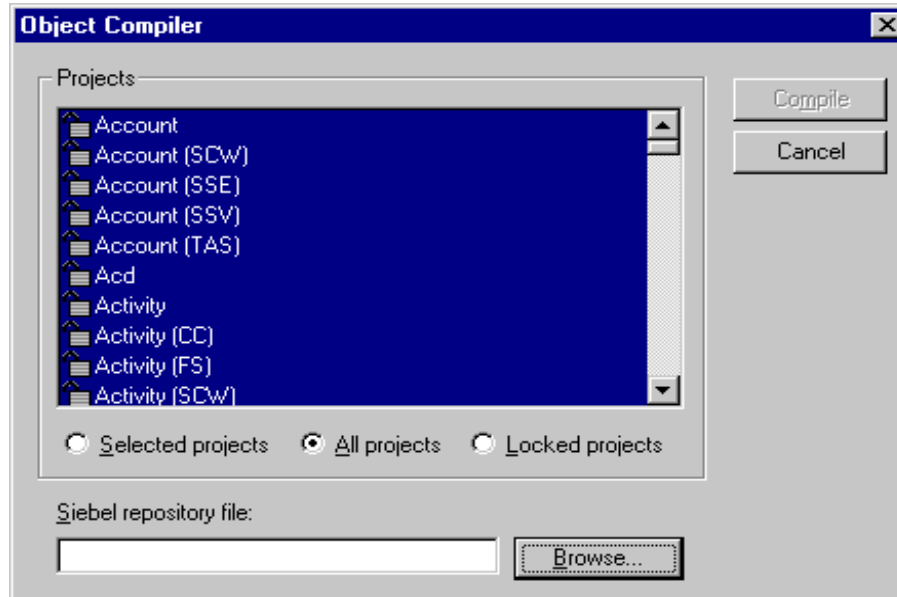 Object Compiler
Projects
Account
Account (SCW)
Account (SSE)
Account (SSV)
Account (TAS)
Acd
Activity
Activity (CC)
Activity (FS)
Activity (SCW)
Selected projects All projects Locked projects
Siebel repository file:
Browse...
Compile
Cancel